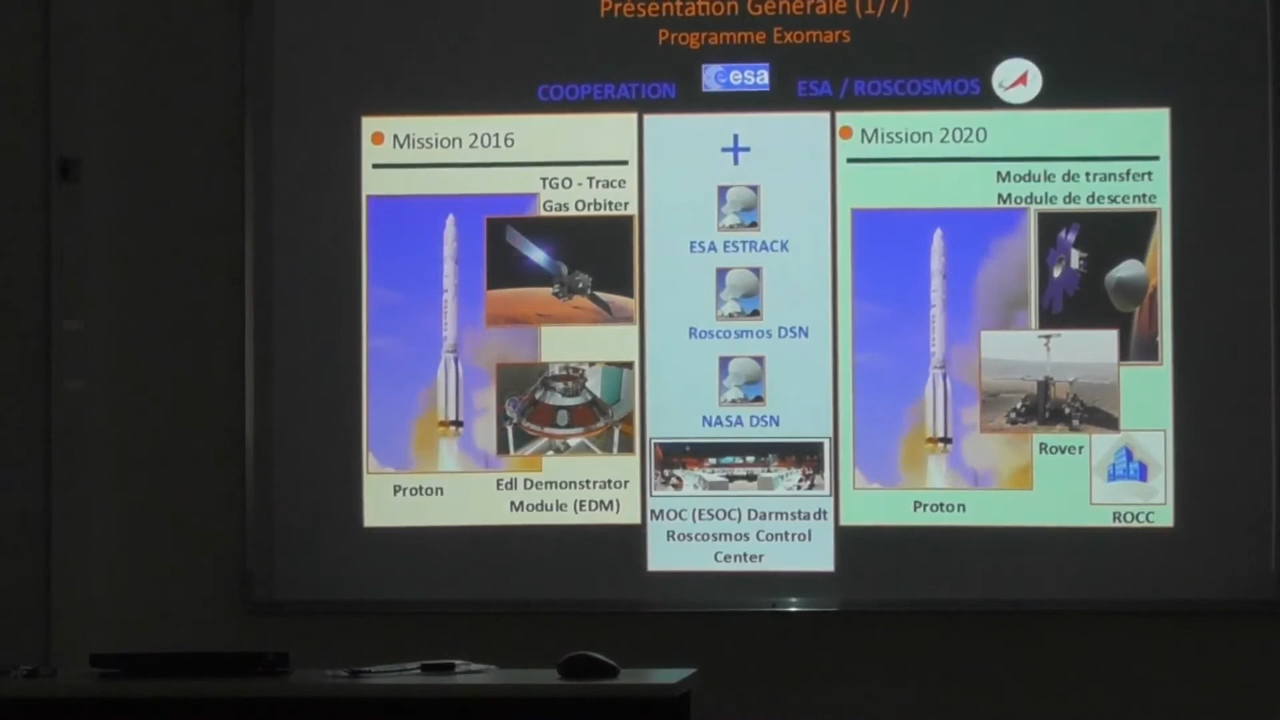 Présentation Générale (1/7)
Programme Exomars
COOPERATION
esa
ESA / ROSCOSMOS
Mission 2016
TGO - Trace
Gas Orbiter
Proton
Edl Demonstrator
Module (EDM)
+
ESA ESTRACK
Roscosmos DSN
NASA DSN
MOC (ESOC) Darmstadt
Roscosmos Control
Center
Mission 2020
Module de transfert
Module de descente
Rover
Proton
ROCC